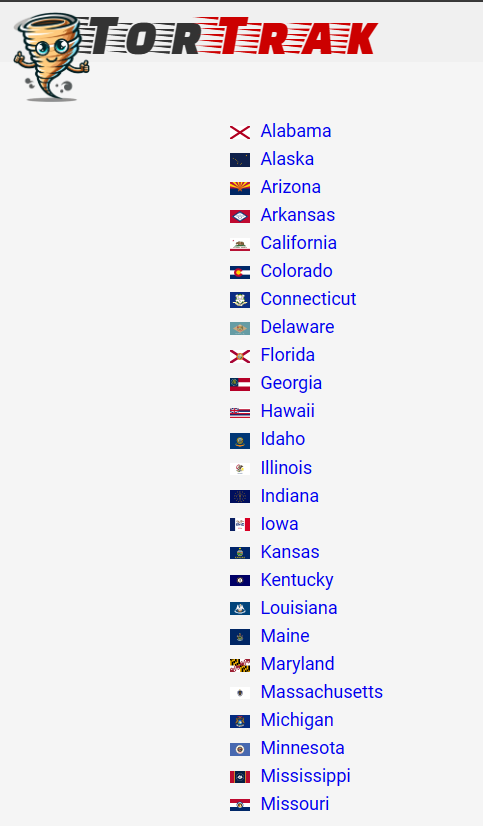 TorTrak
Alabama
Alaska
Arizona
Arkansas
California
Colorado
Connecticut
Delaware
Florida
Georgia
Hawaii
Idaho
Illinois
Indiana
Iowa
Kansas
Kentucky
Louisiana
Maine
Maryland
Massachusetts
Michigan
Minnesota
Mississippi
Missouri